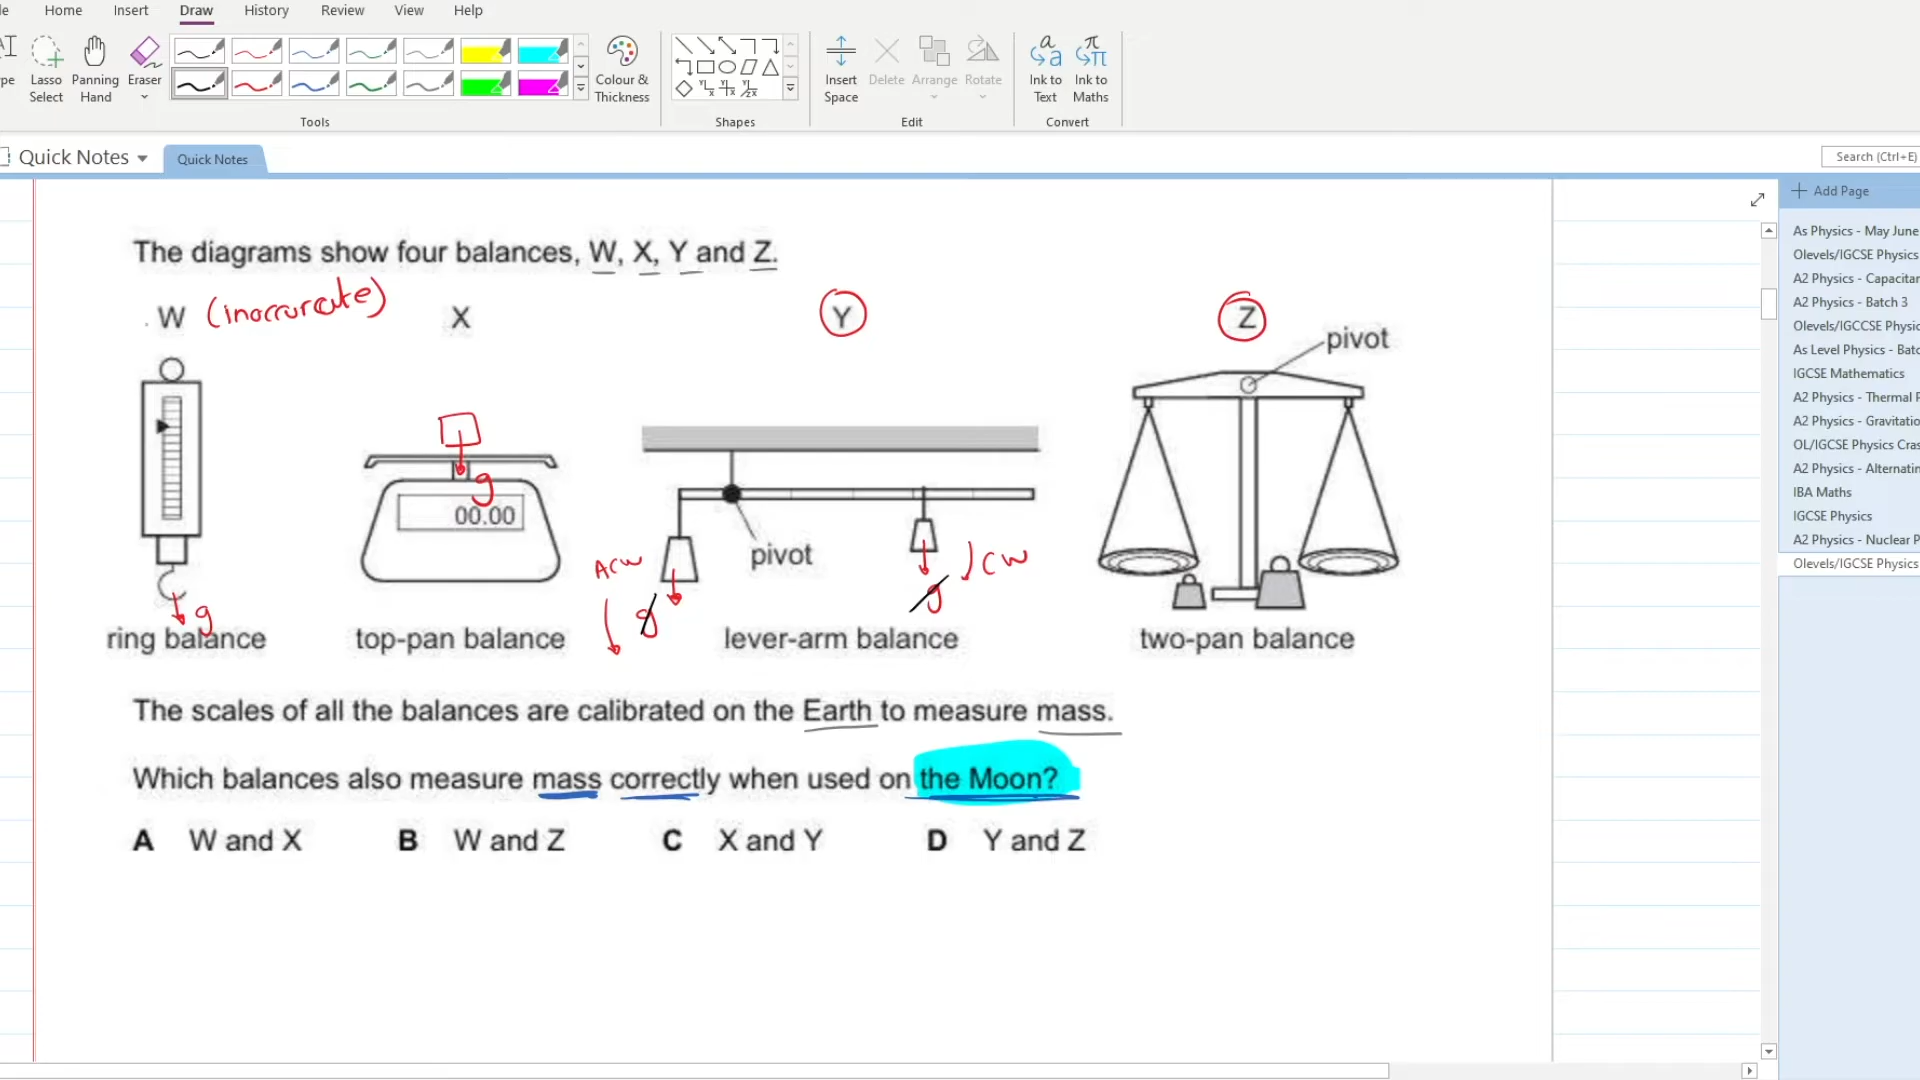 Home Insert Draw History Review View Help
Lasso Select
Panning Hand
Eraser
Colour & Thickness
Insert Space
Delete
Arrange
Rotate
Ink to Text
Ink to Maths
Tools
Shapes
Edit
Convert
Quick Notes
Quick Notes
Search (Ctrl+E)
Add Page
The diagrams show four balances, W, X, Y and Z.
W (inaccurate) X Y Z
pivot
g
00.00
ACW
pivot
CW
g
g
g
ring balance top-pan balance lever-arm balance two-pan balance
The scales of all the balances are calibrated on the Earth to measure mass.
Which balances also measure mass correctly when used on the Moon?
A W and X B W and Z C X and Y D Y and Z
As Physics - May June
Olevels/IGCSE Physics
A2 Physics - Capacitan
A2 Physics - Batch 3
Olevels/IGCCSE Physic
As Level Physics - Batc
IGCSE Mathematics
A2 Physics - Thermal P
A2 Physics - Gravitatio
OL/IGCSE Physics Cras
A2 Physics - Alternatin
IBA Maths
IGCSE Physics
A2 Physics - Nuclear P
Olevels/IGCSE Physics